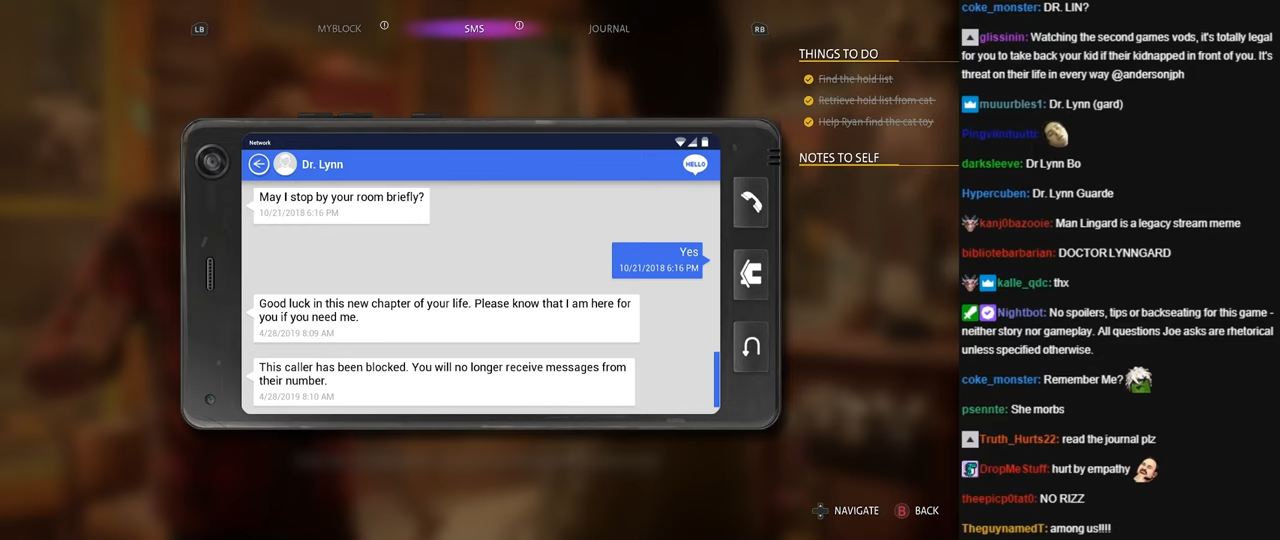 LB
MYBLOCK
SMS
JOURNAL
RB
THINGS TO DO
Find the hold list
Retrieve hold list from cat
Help Ryan find the cat toy
NOTES TO SELF
Network
Dr. Lynn
HELLO
May I stop by your room briefly?
10/21/2018 6:16 PM
Yes
10/21/2018 6:16 PM
Good luck in this new chapter of your life. Please know that I am here for
you if you need me.
4/28/2019 8:09 AM
This caller has been blocked. You will no longer receive messages from
their number.
4/28/2019 8:10 AM
NAVIGATE
B BACK
coke_monster: DR. LIN?
glissinin: Watching the second games vods, it's totally legal
for you to take back your kid if their kidnapped in front of you. It's
threat on their life in every way @andersonjph
muuurbles1: Dr. Lynn (gard)
darksleeve: Dr Lynn Bo
Hypercuben: Dr. Lynn Guarde
kanj0bazooie: Man Lingard is a legacy stream meme
bibliotebarbarian: DOCTOR LYNNGARD
kalle_qdc: thx
Nightbot: No spoilers, tips or backseating for this game -
neither story nor gameplay. All questions Joe asks are rhetorical
unless specified otherwise.
coke_monster: Remember Me?
psennte: She morbs
Truth_Hurts22: read the journal plz
DropMeStuff: hurt by empathy
theepicp0tat0: NO RIZZ
TheguynamedT: among us!!!!